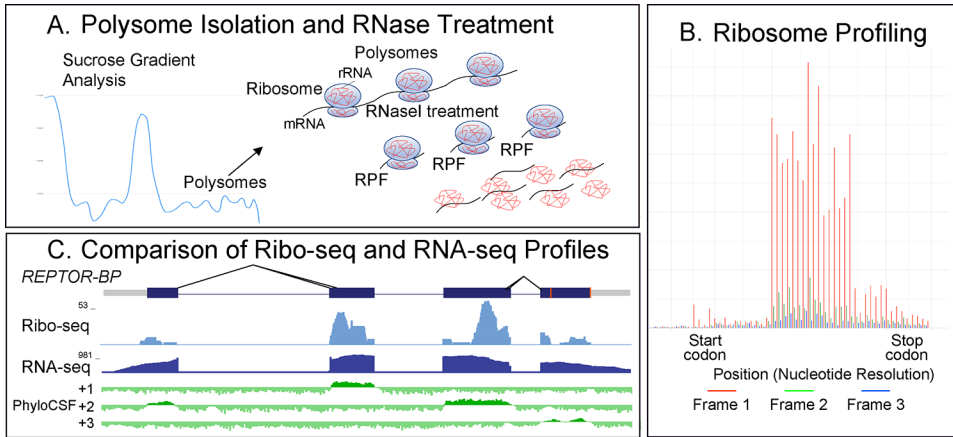 A. Polysome Isolation and RNase Treatment
Sucrose Gradient
Analysis
Polysomes
rRNA
Ribosome
mRNA
RNaseI treatment
RPF
RPF
RPF
Polysomes
B. Ribosome Profiling
Start
codon
Stop
codon
Position (Nucleotide Resolution)
Frame 1
Frame 2
Frame 3
C. Comparison of Ribo-seq and RNA-seq Profiles
REPTOR-BP
53
Ribo-seq
981
RNA-seq
+1
PhyloCSF +2
+3